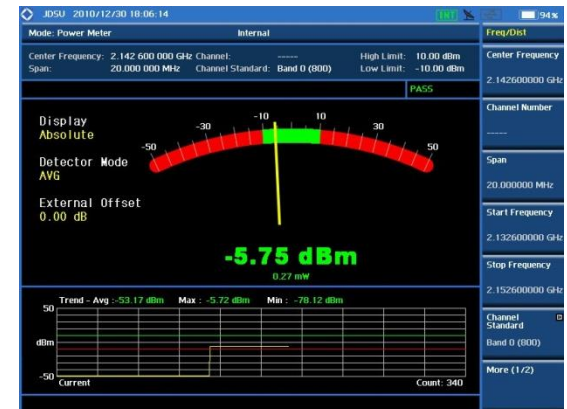 JDSU 2010/12/30 18:06:14 INT 94%
Mode: Power Meter Internal Freq/Dist
Center Frequency: 2.142 600 000 GHz Channel: ----- High Limit: 10.00 dBm
Span: 20.000 000 MHz Channel Standard: Band 0 (800) Low Limit: -10.00 dBm
PASS
Display
Absolute
Detector Mode
AVG
External Offset
0.00 dB
-50 -30 -10 10 30 50
-5.75 dBm
0.27 mW
Trend - Avg :-53.17 dBm Max : -5.72 dBm Min : -78.12 dBm
50
dBm
-50
Current Count: 340
Center Frequency
2.142600000 GHz
Channel Number
-----
Span
20.000000 MHz
Start Frequency
2.132600000 GHz
Stop Frequency
2.152600000 GHz
Channel
Standard
Band 0 (800)
More (1/2)